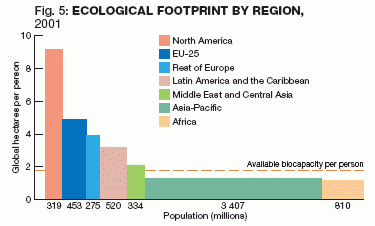 Fig. 5: ECOLOGICAL FOOTPRINT BY REGION,
2001
Global hectares per person
10
8
6
4
2
0
North America
EU-25
Rest of Europe
Latin America and the Caribbean
Middle East and Central Asia
Asia-Pacific
Africa
Available biocapacity per person
319 453 275 520 334 3 407 810
Population (millions)